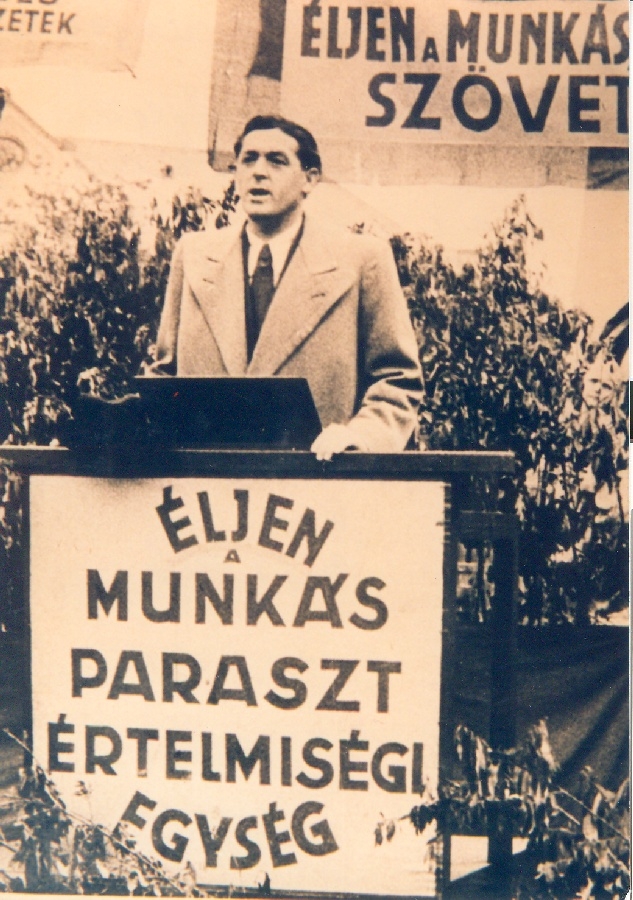 ZETEK
ÉLJEN A MUNKÁS
SZÖVET
ÉLJEN
A
MUNKÁS
PARASZT
ÉRTELMISÉGI
EGYSÉG